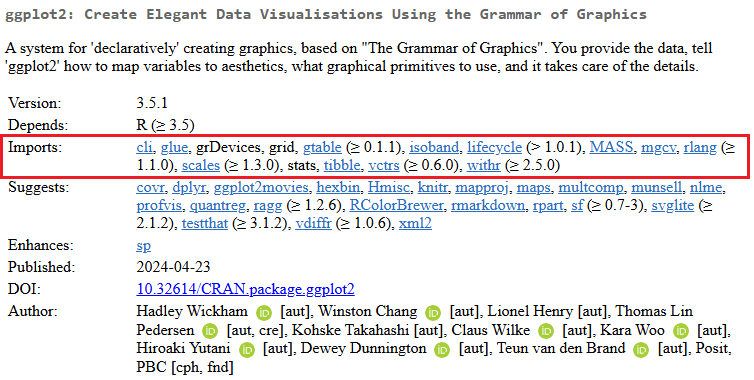 ggplot2: Create Elegant Data Visualisations Using the Grammar of Graphics
A system for 'declaratively' creating graphics, based on "The Grammar of Graphics". You provide the data, tell
'ggplot2' how to map variables to aesthetics, what graphical primitives to use, and it takes care of the details.
Version: 3.5.1
Depends: R (≥ 3.5)
Imports: cli, glue, grDevices, grid, gtable (≥ 0.1.1), isoband, lifecycle (> 1.0.1), MASS, mgcv, rlang (≥
1.1.0), scales (≥ 1.3.0), stats, tibble, vctrs (≥ 0.6.0), withr (≥ 2.5.0)
Suggests: covr, dplyr, ggplot2movies, hexbin, Hmisc, knitr, mapproj, maps, multcomp, munsell, nlme,
profvis, quantreg, ragg (≥ 1.2.6), RColorBrewer, rmarkdown, rpart, sf (≥ 0.7-3), svglite (≥
2.1.2), testthat (≥ 3.1.2), vdiffr (≥ 1.0.6), xml2
Enhances: sp
Published: 2024-04-23
DOI: 10.32614/CRAN.package.ggplot2
Author: Hadley Wickham iD [aut], Winston Chang iD [aut], Lionel Henry [aut], Thomas Lin
Pedersen iD [aut, cre], Kohske Takahashi [aut], Claus Wilke iD [aut], Kara Woo iD [aut],
Hiroaki Yutani iD [aut], Dewey Dunnington iD [aut], Teun van den Brand iD [aut], Posit,
PBC [cph, fnd]